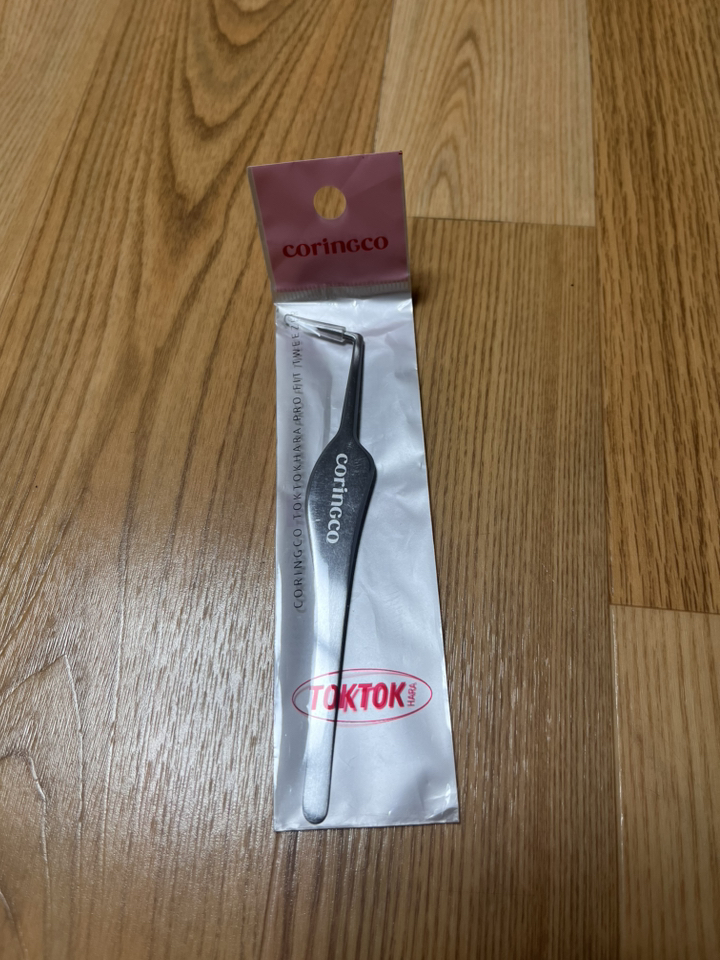 coringco
CORINGCO TOKTOKHARA PRO FIT TWEEZ
coringco
TOKTOK
HARA